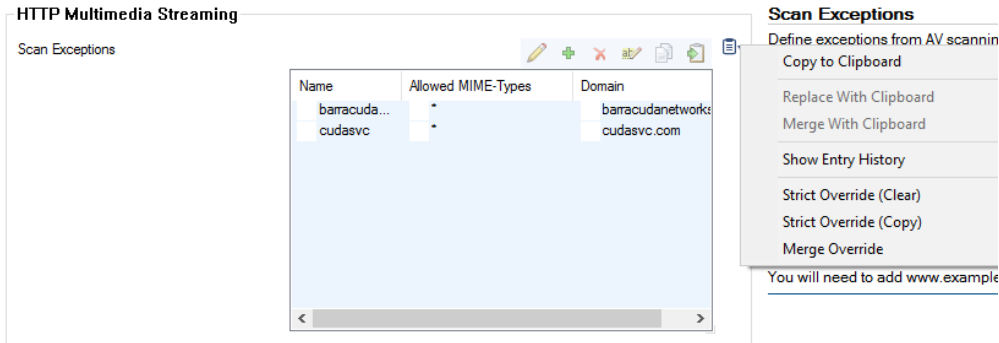 HTTP Multimedia Streaming
Scan Exceptions
Name Allowed MIME-Types Domain
barracuda... * barracudanetworks
cudasvc * cudasvc.com
Scan Exceptions
Define exceptions from AV scannin
Copy to Clipboard
Replace With Clipboard
Merge With Clipboard
Show Entry History
Strict Override (Clear)
Strict Override (Copy)
Merge Override
You will need to add www.example